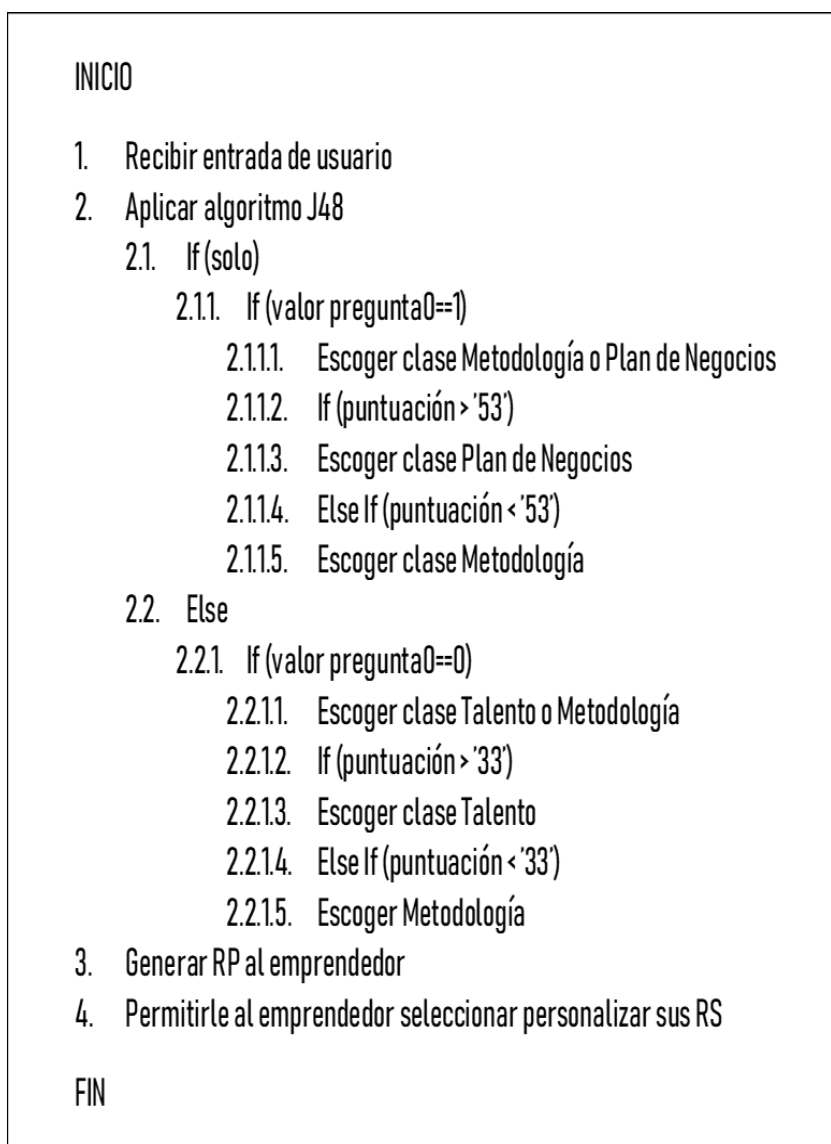 INICIO
1. Recibir entrada de usuario
2. Aplicar algoritmo J48
2.1. If (solo)
2.1.1. If (valor pregunta0==1)
2.1.1.1. Escoger clase Metodología o Plan de Negocios
2.1.1.2. If (puntuación > '53')
2.1.1.3. Escoger clase Plan de Negocios
2.1.1.4. Else If (puntuación < '53')
2.1.1.5. Escoger clase Metodología
2.2. Else
2.2.1. If (valor pregunta0==0)
2.2.1.1. Escoger clase Talento o Metodología
2.2.1.2. If (puntuación > '33')
2.2.1.3. Escoger clase Talento
2.2.1.4. Else If (puntuación < '33')
2.2.1.5. Escoger Metodología
3. Generar RP al emprendedor
4. Permitirle al emprendedor seleccionar personalizar sus RS
FIN